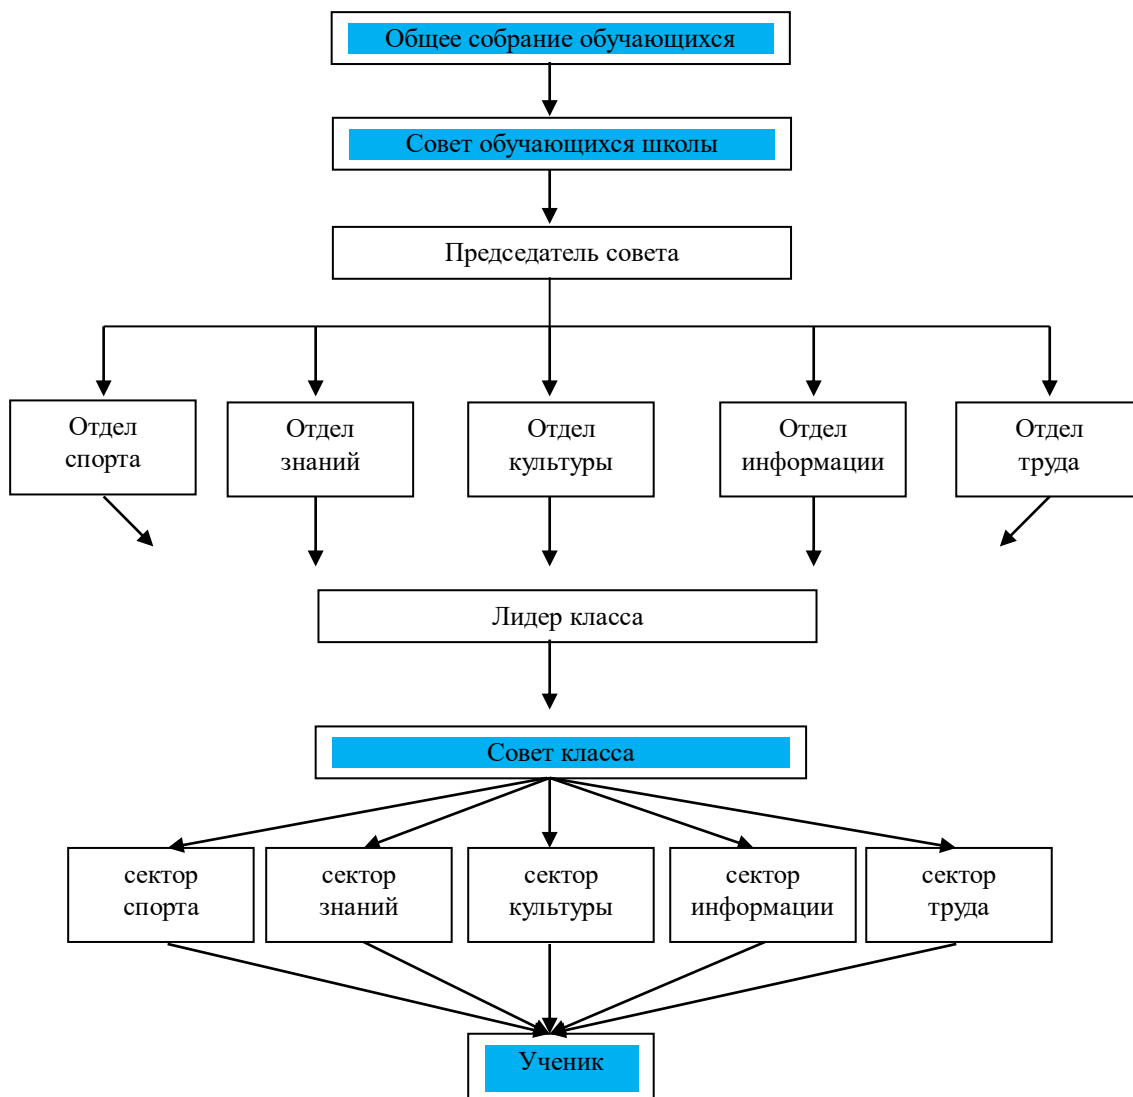 Общее собрание обучающихся
Совет обучающихся школы
Председатель совета
Отдел
спорта
Отдел
знаний
Отдел
культуры
Отдел
информации
Отдел
труда
Лидер класса
Совет класса
сектор
спорта
сектор
знаний
сектор
культуры
сектор
информации
сектор
труда
Ученик